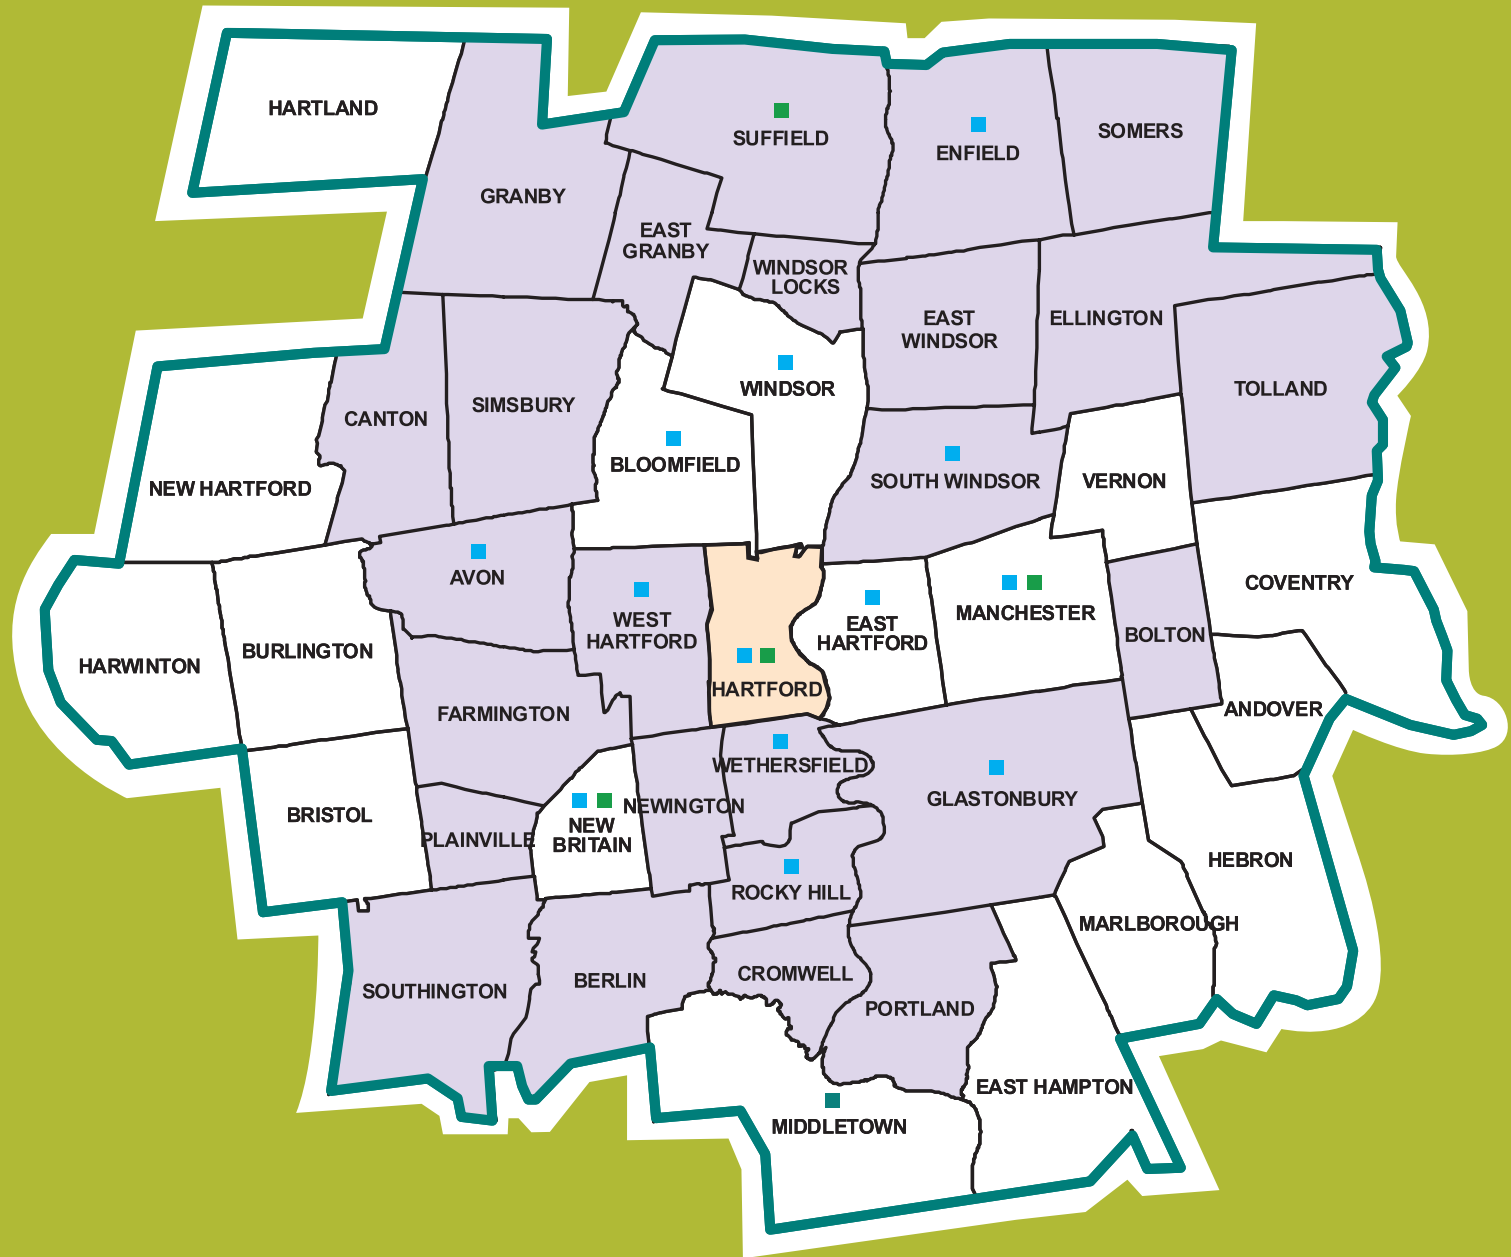 HARTLAND
SUFFIELD
ENFIELD
SOMERS
GRANBY
EAST
GRANBY
WINDSOR
LOCKS
EAST
WINDSOR
ELLINGTON
TOLLAND
WINDSOR
CANTON
SIMSBURY
BLOOMFIELD
NEW HARTFORD
SOUTH WINDSOR
VERNON
AVON
WEST
HARTFORD
EAST
HARTFORD
MANCHESTER
COVENTRY
BOLTON
HARWINTON
BURLINGTON
HARTFORD
ANDOVER
FARMINGTON
WETHERSFIELD
GLASTONBURY
BRISTOL
PLAINVILLE
NEW
BRITAIN
NEWINGTON
HEBRON
ROCKY HILL
MARLBOROUGH
SOUTHINGTON
BERLIN
CROMWELL
PORTLAND
EAST HAMPTON
MIDDLETOWN